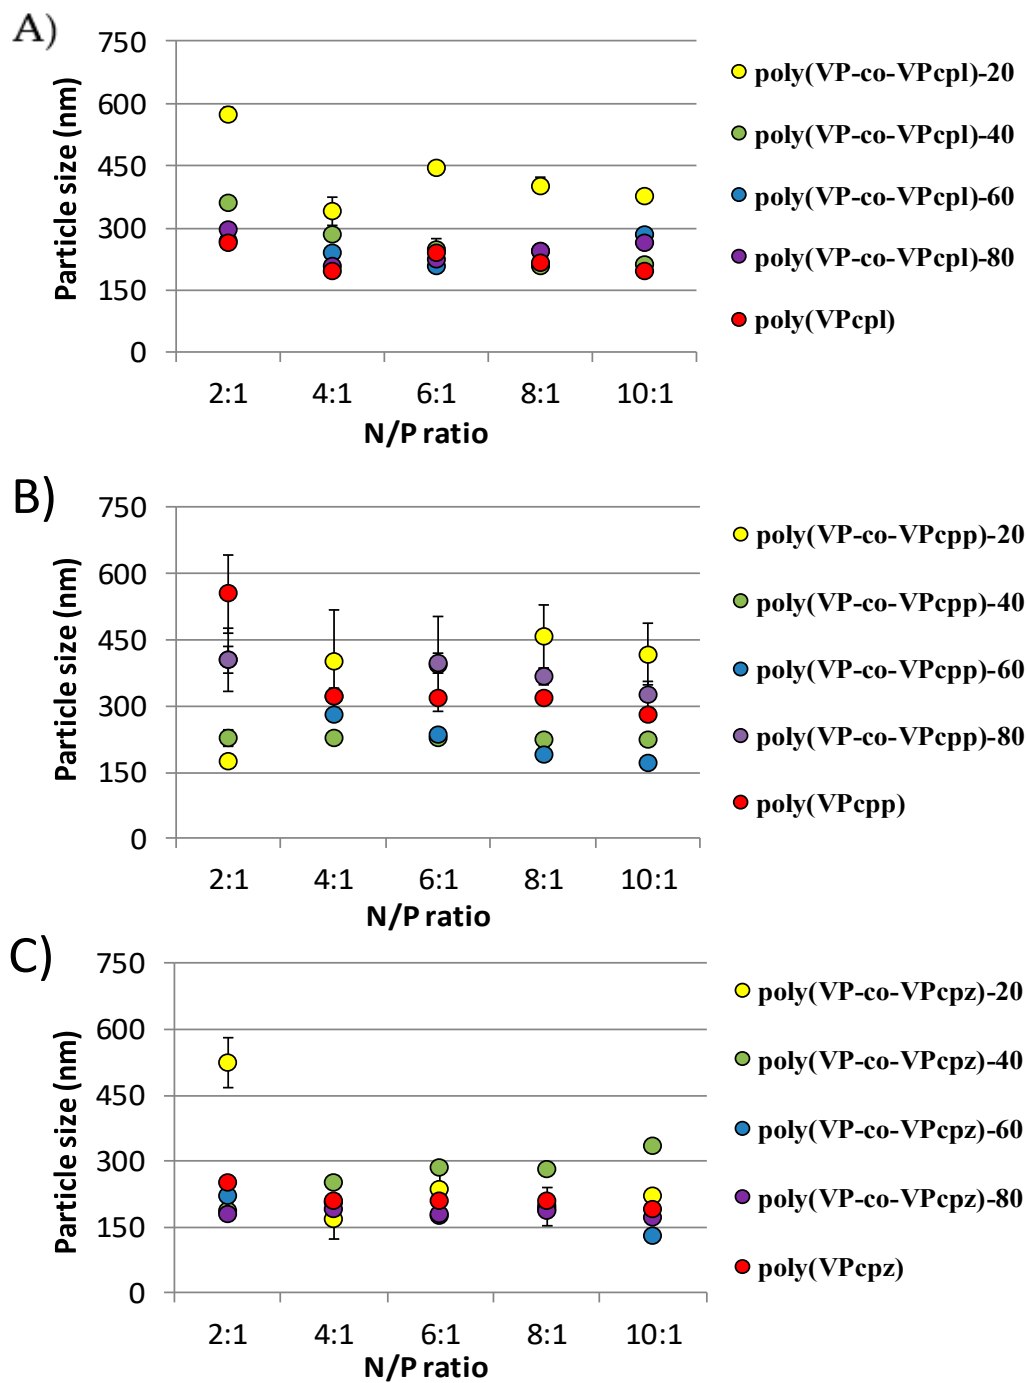 A)
750
600
450
300
150
0
Particle size (nm)
2:1 4:1 6:1 8:1 10:1
N/P ratio
poly(VP-co-VPcpl)-20
poly(VP-co-VPcpl)-40
poly(VP-co-VPcpl)-60
poly(VP-co-VPcpl)-80
poly(VPcpl)
B)
750
600
450
300
150
0
Particle size (nm)
2:1 4:1 6:1 8:1 10:1
N/P ratio
poly(VP-co-VPcpp)-20
poly(VP-co-VPcpp)-40
poly(VP-co-VPcpp)-60
poly(VP-co-VPcpp)-80
poly(VPcpp)
C)
750
600
450
300
150
0
Particle size (nm)
2:1 4:1 6:1 8:1 10:1
N/P ratio
poly(VP-co-VPcpz)-20
poly(VP-co-VPcpz)-40
poly(VP-co-VPcpz)-60
poly(VP-co-VPcpz)-80
poly(VPcpz)